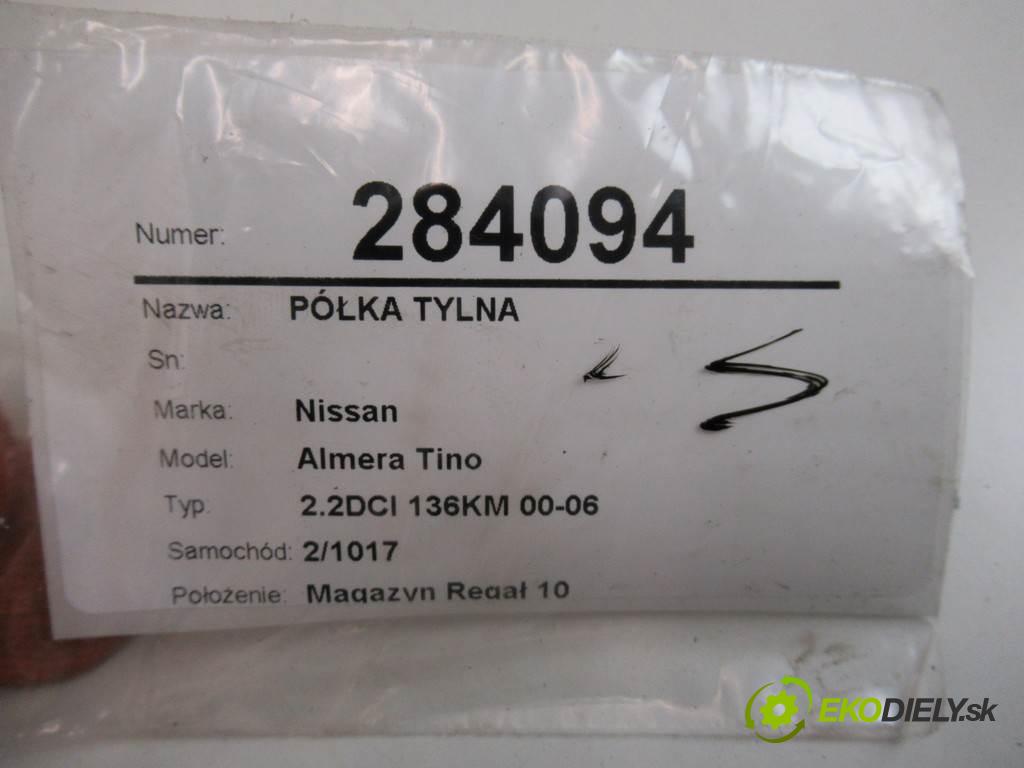 Numer: 284094
Nazwa: PÓŁKA TYLNA
Sn:
Marka: Nissan
Model: Almera Tino
Typ: 2.2DCI 136KM 00-06
Samochód: 2/1017
Położenie: Magazyn Regał 10
EKODIELY.sk